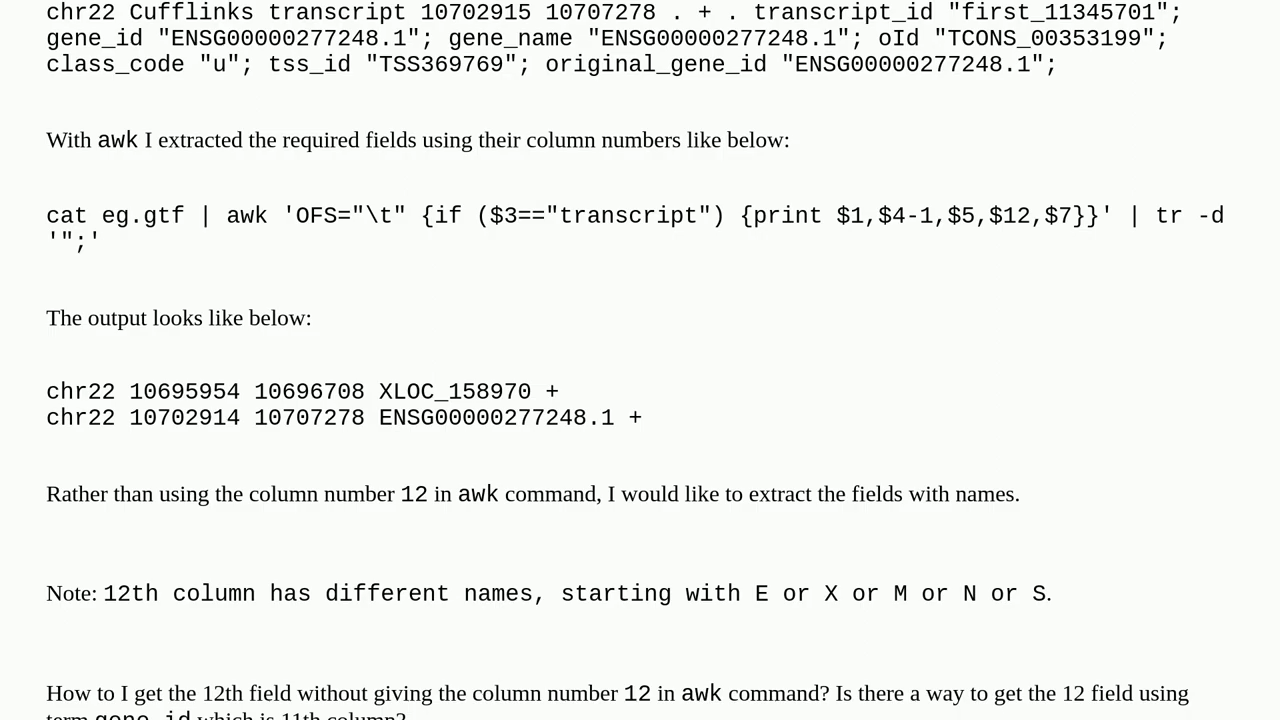 chr22 Cufflinks transcript 10702915 10707278 . + . transcript_id "first_11345701";
gene_id "ENSG00000277248.1"; gene_name "ENSG00000277248.1"; oId "TCONS_00353199";
class_code "u"; tss_id "TSS369769"; original_gene_id "ENSG00000277248.1";
With awk I extracted the required fields using their column numbers like below:
cat eg.gtf | awk 'OFS="\t" {if ($3=="transcript") {print $1,$4-1,$5,$12,$7}}' | tr -d
'";'
The output looks like below:
chr22 10695954 10696708 XLOC_158970 +
chr22 10702914 10707278 ENSG00000277248.1 +
Rather than using the column number 12 in awk command, I would like to extract the fields with names.
Note: 12th column has different names, starting with E or X or M or N or S.
How to I get the 12th field without giving the column number 12 in awk command? Is there a way to get the 12 field using
term gene_id which is 11th column?